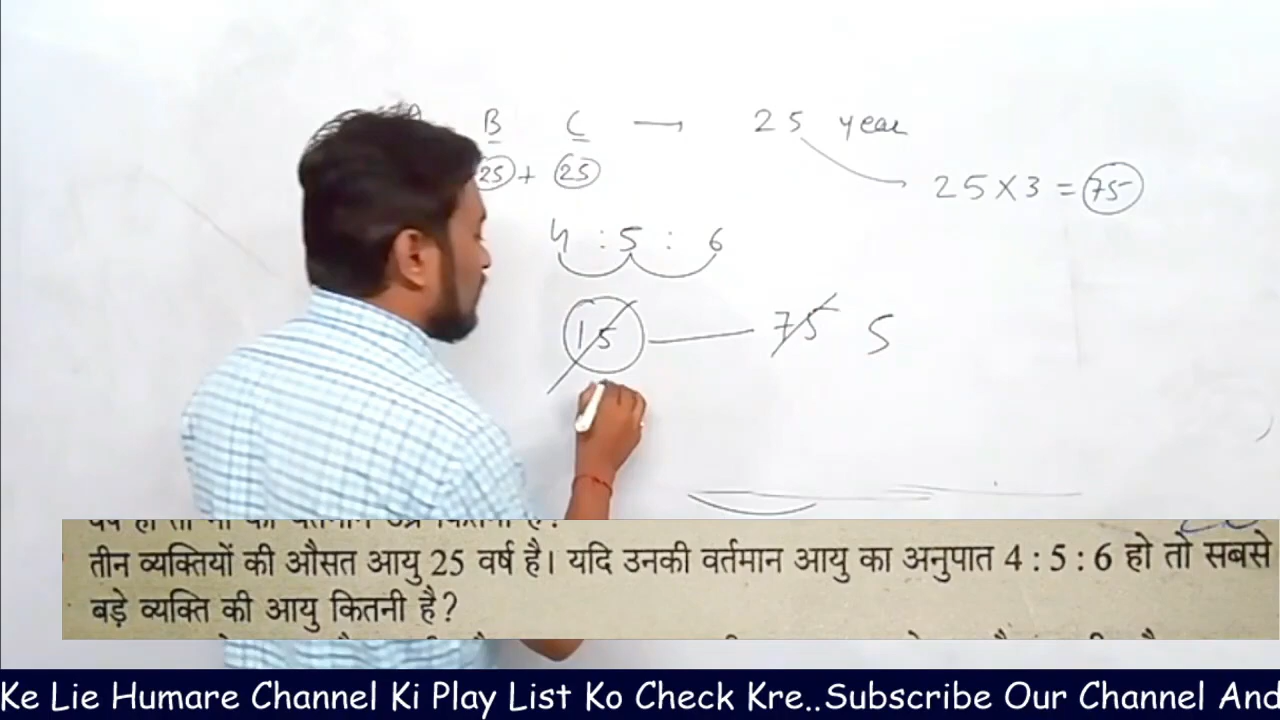 B C → 25 year
25 + 25
25 × 3 = 75
4 : 5 : 6
15 — 75 5
तीन व्यक्तियों की औसत आयु 25 वर्ष है। यदि उनकी वर्तमान आयु का अनुपात 4 : 5 : 6 हो तो सबसे
बड़े व्यक्ति की आयु कितनी है?
Ke Lie Humare Channel Ki Play List Ko Check Kre..Subscribe Our Channel And